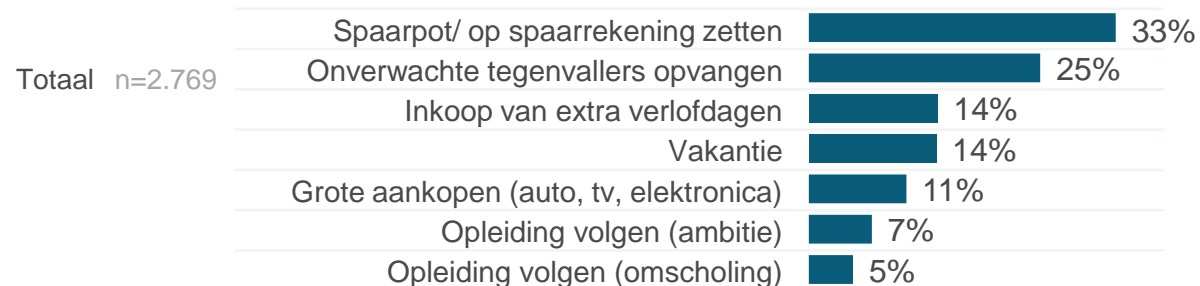 Spaarpot/ op spaarrekening zetten 33%
Totaal n=2.769
Onverwachte tegenvallers opvangen 25%
Inkoop van extra verlofdagen 14%
Vakantie 14%
Grote aankopen (auto, tv, elektronica) 11%
Opleiding volgen (ambitie) 7%
Opleiding volgen (omscholing) 5%